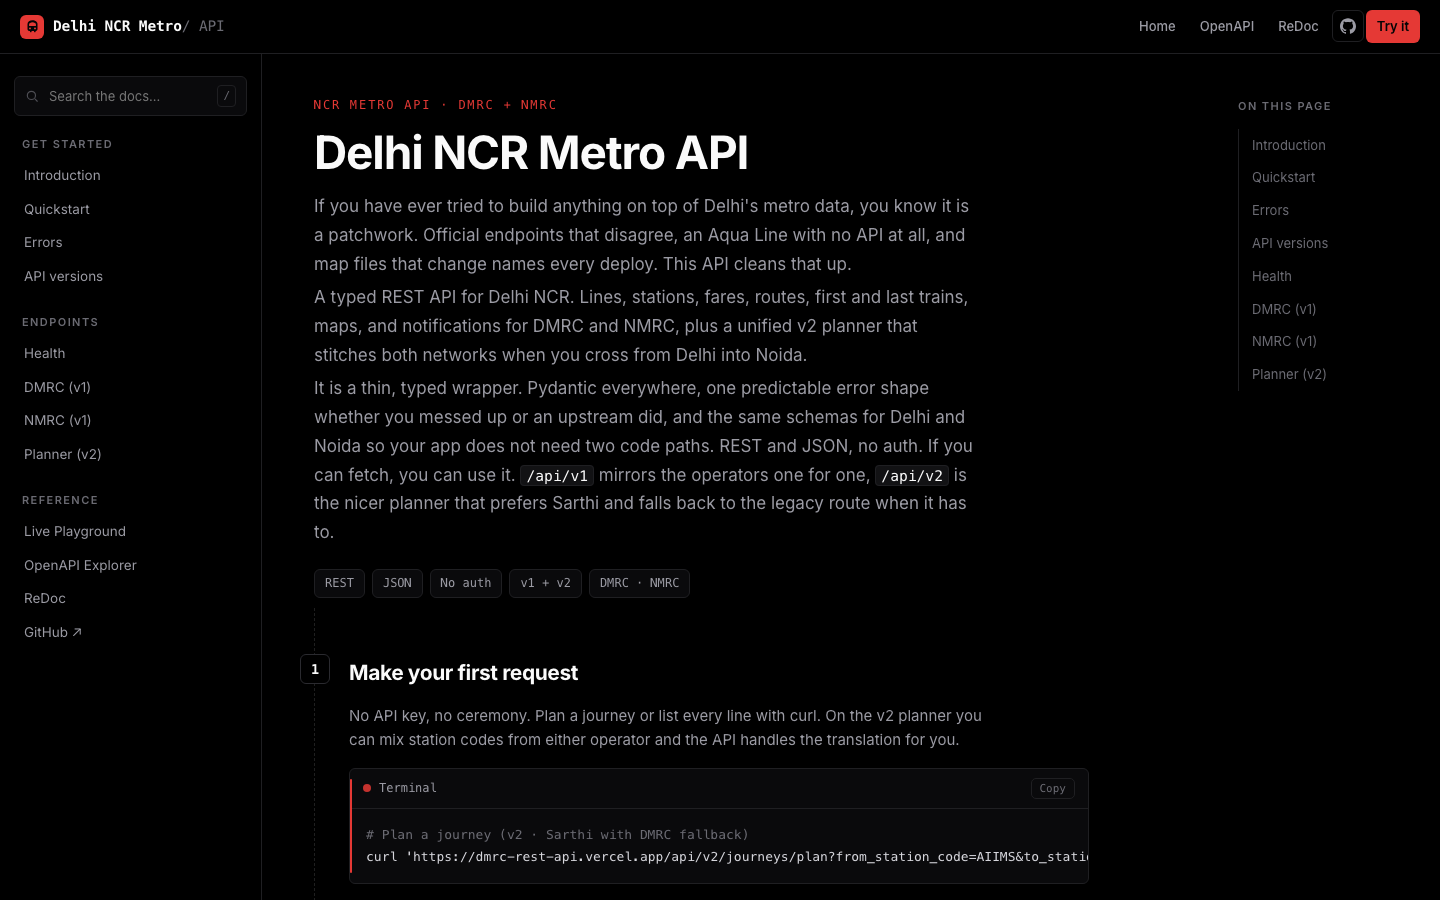 Delhi NCR Metro/ API
Home OpenAPI ReDoc Try it
Search the docs... /
GET STARTED
Introduction
Quickstart
Errors
API versions
ENDPOINTS
Health
DMRC (v1)
NMRC (v1)
Planner (v2)
REFERENCE
Live Playground
OpenAPI Explorer
ReDoc
GitHub ↗
NCR METRO API · DMRC + NMRC
Delhi NCR Metro API
If you have ever tried to build anything on top of Delhi's metro data, you know it is
a patchwork. Official endpoints that disagree, an Aqua Line with no API at all, and
map files that change names every deploy. This API cleans that up.
A typed REST API for Delhi NCR. Lines, stations, fares, routes, first and last trains,
maps, and notifications for DMRC and NMRC, plus a unified v2 planner that
stitches both networks when you cross from Delhi into Noida.
It is a thin, typed wrapper. Pydantic everywhere, one predictable error shape
whether you messed up or an upstream did, and the same schemas for Delhi and
Noida so your app does not need two code paths. REST and JSON, no auth. If you
can fetch, you can use it. /api/v1 mirrors the operators one for one, /api/v2 is
the nicer planner that prefers Sarthi and falls back to the legacy route when it has
to.
REST JSON No auth v1 + v2 DMRC · NMRC
1 Make your first request
No API key, no ceremony. Plan a journey or list every line with curl. On the v2 planner you
can mix station codes from either operator and the API handles the translation for you.
Terminal Copy
# Plan a journey (v2 · Sarthi with DMRC fallback)
curl 'https://dmrc-rest-api.vercel.app/api/v2/journeys/plan?from_station_code=AIIMS&to_static
ON THIS PAGE
Introduction
Quickstart
Errors
API versions
Health
DMRC (v1)
NMRC (v1)
Planner (v2)